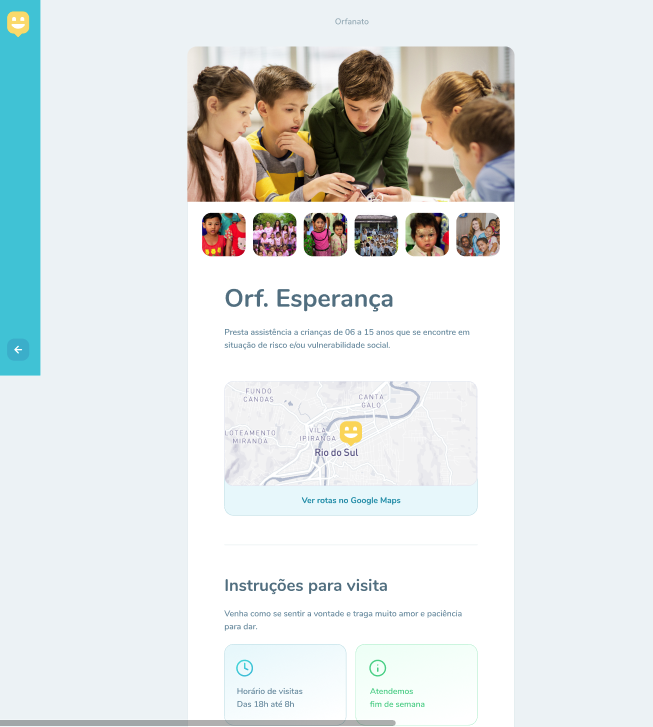 Orfanato
Orf. Esperança
Presta assistência a crianças de 06 a 15 anos que se encontre em
situação de risco e/ou vulnerabilidade social.
FUNDO
CANOAS
CANTA
GALO
LOTEAMENTO
MIRANDA
VILA
IPIRANGA
Rio do Sul
Ver rotas no Google Maps
Instruções para visita
Venha como se sentir a vontade e traga muito amor e paciência
para dar.
Horário de visitas
Das 18h até 8h
Atendemos
fim de semana